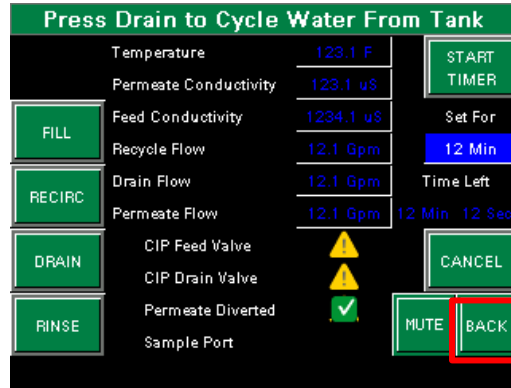 Press Drain to Cycle Water From Tank
Temperature 123.1 F
Permeate Conductivity 123.1 uS
Feed Conductivity 1234.1 uS
Recycle Flow 12.1 Gpm
Drain Flow 12.1 Gpm
Permeate Flow 12.1 Gpm
CIP Feed Valve
CIP Drain Valve
Permeate Diverted
Sample Port
FILL
RECIRC
DRAIN
RINSE
START
TIMER
Set For
12 Min
Time Left
12 Min 12 Sec
CANCEL
MUTE
BACK